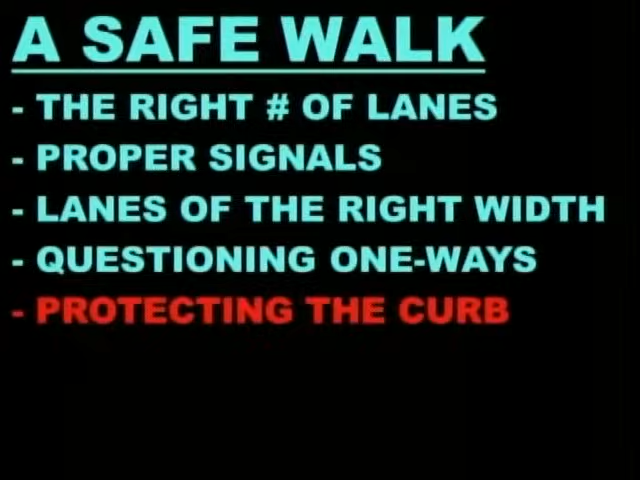 A SAFE WALK
- THE RIGHT # OF LANES
- PROPER SIGNALS
- LANES OF THE RIGHT WIDTH
- QUESTIONING ONE-WAYS
- PROTECTING THE CURB